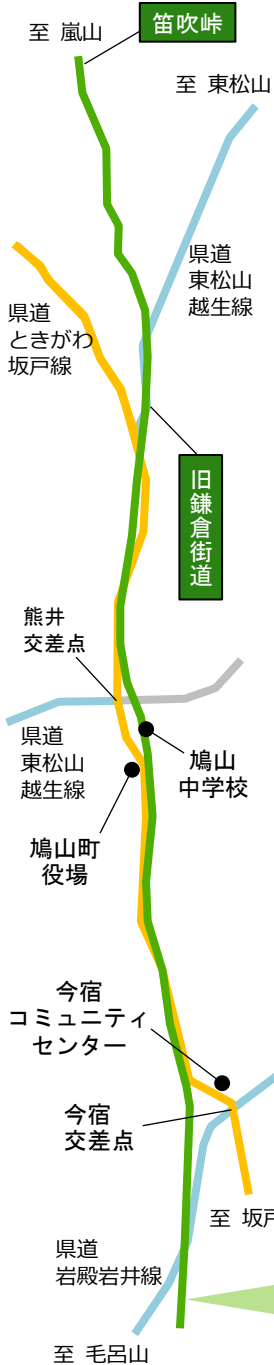 笛吹峠
至 嵐山
至 東松山
県道
東松山
越生線
県道
ときがわ
坂戸線
旧鎌倉街道
熊井
交差点
県道
東松山
越生線
鳩山
中学校
鳩山町
役場
今宿
コミュニティ
センター
今宿
交差点
至 坂戸
県道
岩殿岩井線
至 毛呂山